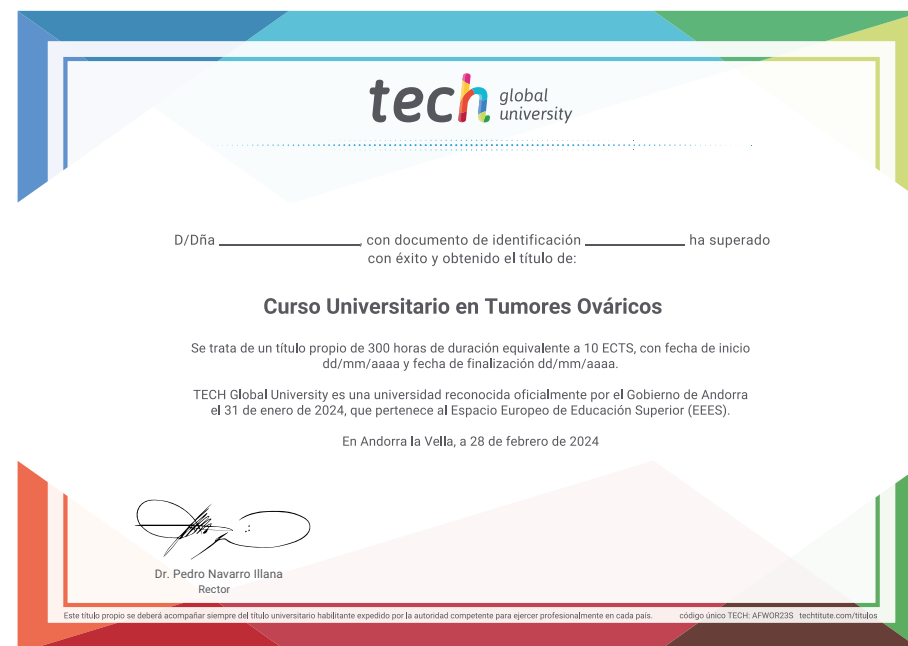 tech global university
D/Dña ____________________, con documento de identificación ______________ ha superado
con éxito y obtenido el título de:
Curso Universitario en Tumores Ováricos
Se trata de un título propio de 300 horas de duración equivalente a 10 ECTS, con fecha de inicio
dd/mm/aaaa y fecha de finalización dd/mm/aaaa.
TECH Global University es una universidad reconocida oficialmente por el Gobierno de Andorra
el 31 de enero de 2024, que pertenece al Espacio Europeo de Educación Superior (EEES).
En Andorra la Vella, a 28 de febrero de 2024
Dr. Pedro Navarro Illana
Rector
Este título propio se deberá acompañar siempre del título universitario habilitante expedido por la autoridad competente para ejercer profesionalmente en cada país. código único TECH: AFWOR23S techtitute.com/titulos